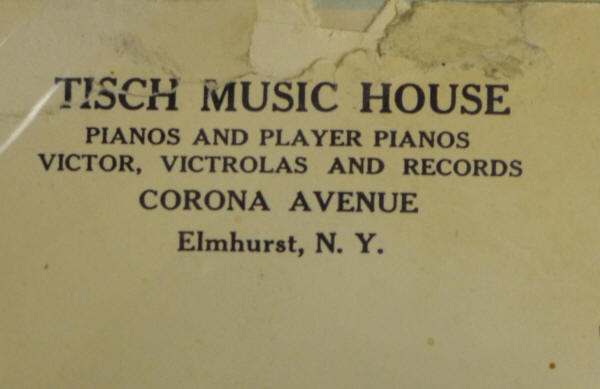 TISCH MUSIC HOUSE
PIANOS AND PLAYER PIANOS
VICTOR, VICTROLAS AND RECORDS
CORONA AVENUE
Elmhurst, N. Y.